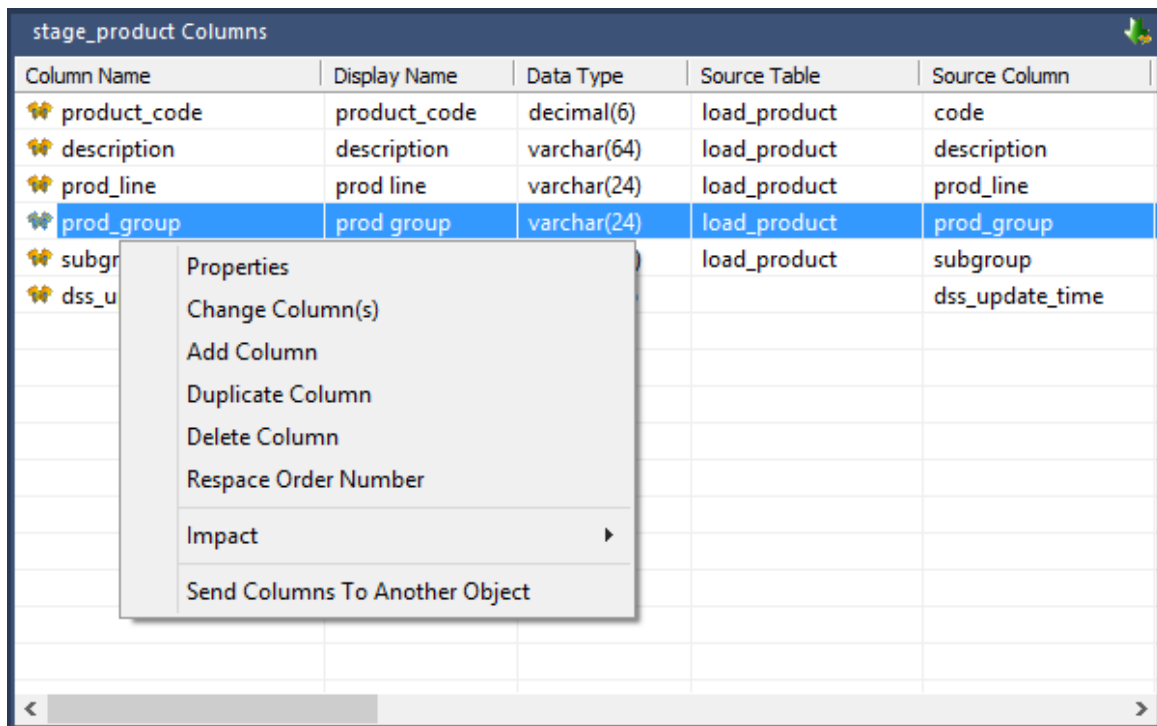 stage_product Columns
Column Name Display Name Data Type Source Table Source Column
product_code product_code decimal(6) load_product code
description description varchar(64) load_product description
prod_line prod line varchar(24) load_product prod_line
prod_group prod group varchar(24) load_product prod_group
subgr ) load_product subgroup
dss_u dss_update_time
Properties
Change Column(s)
Add Column
Duplicate Column
Delete Column
Respace Order Number
Impact
Send Columns To Another Object